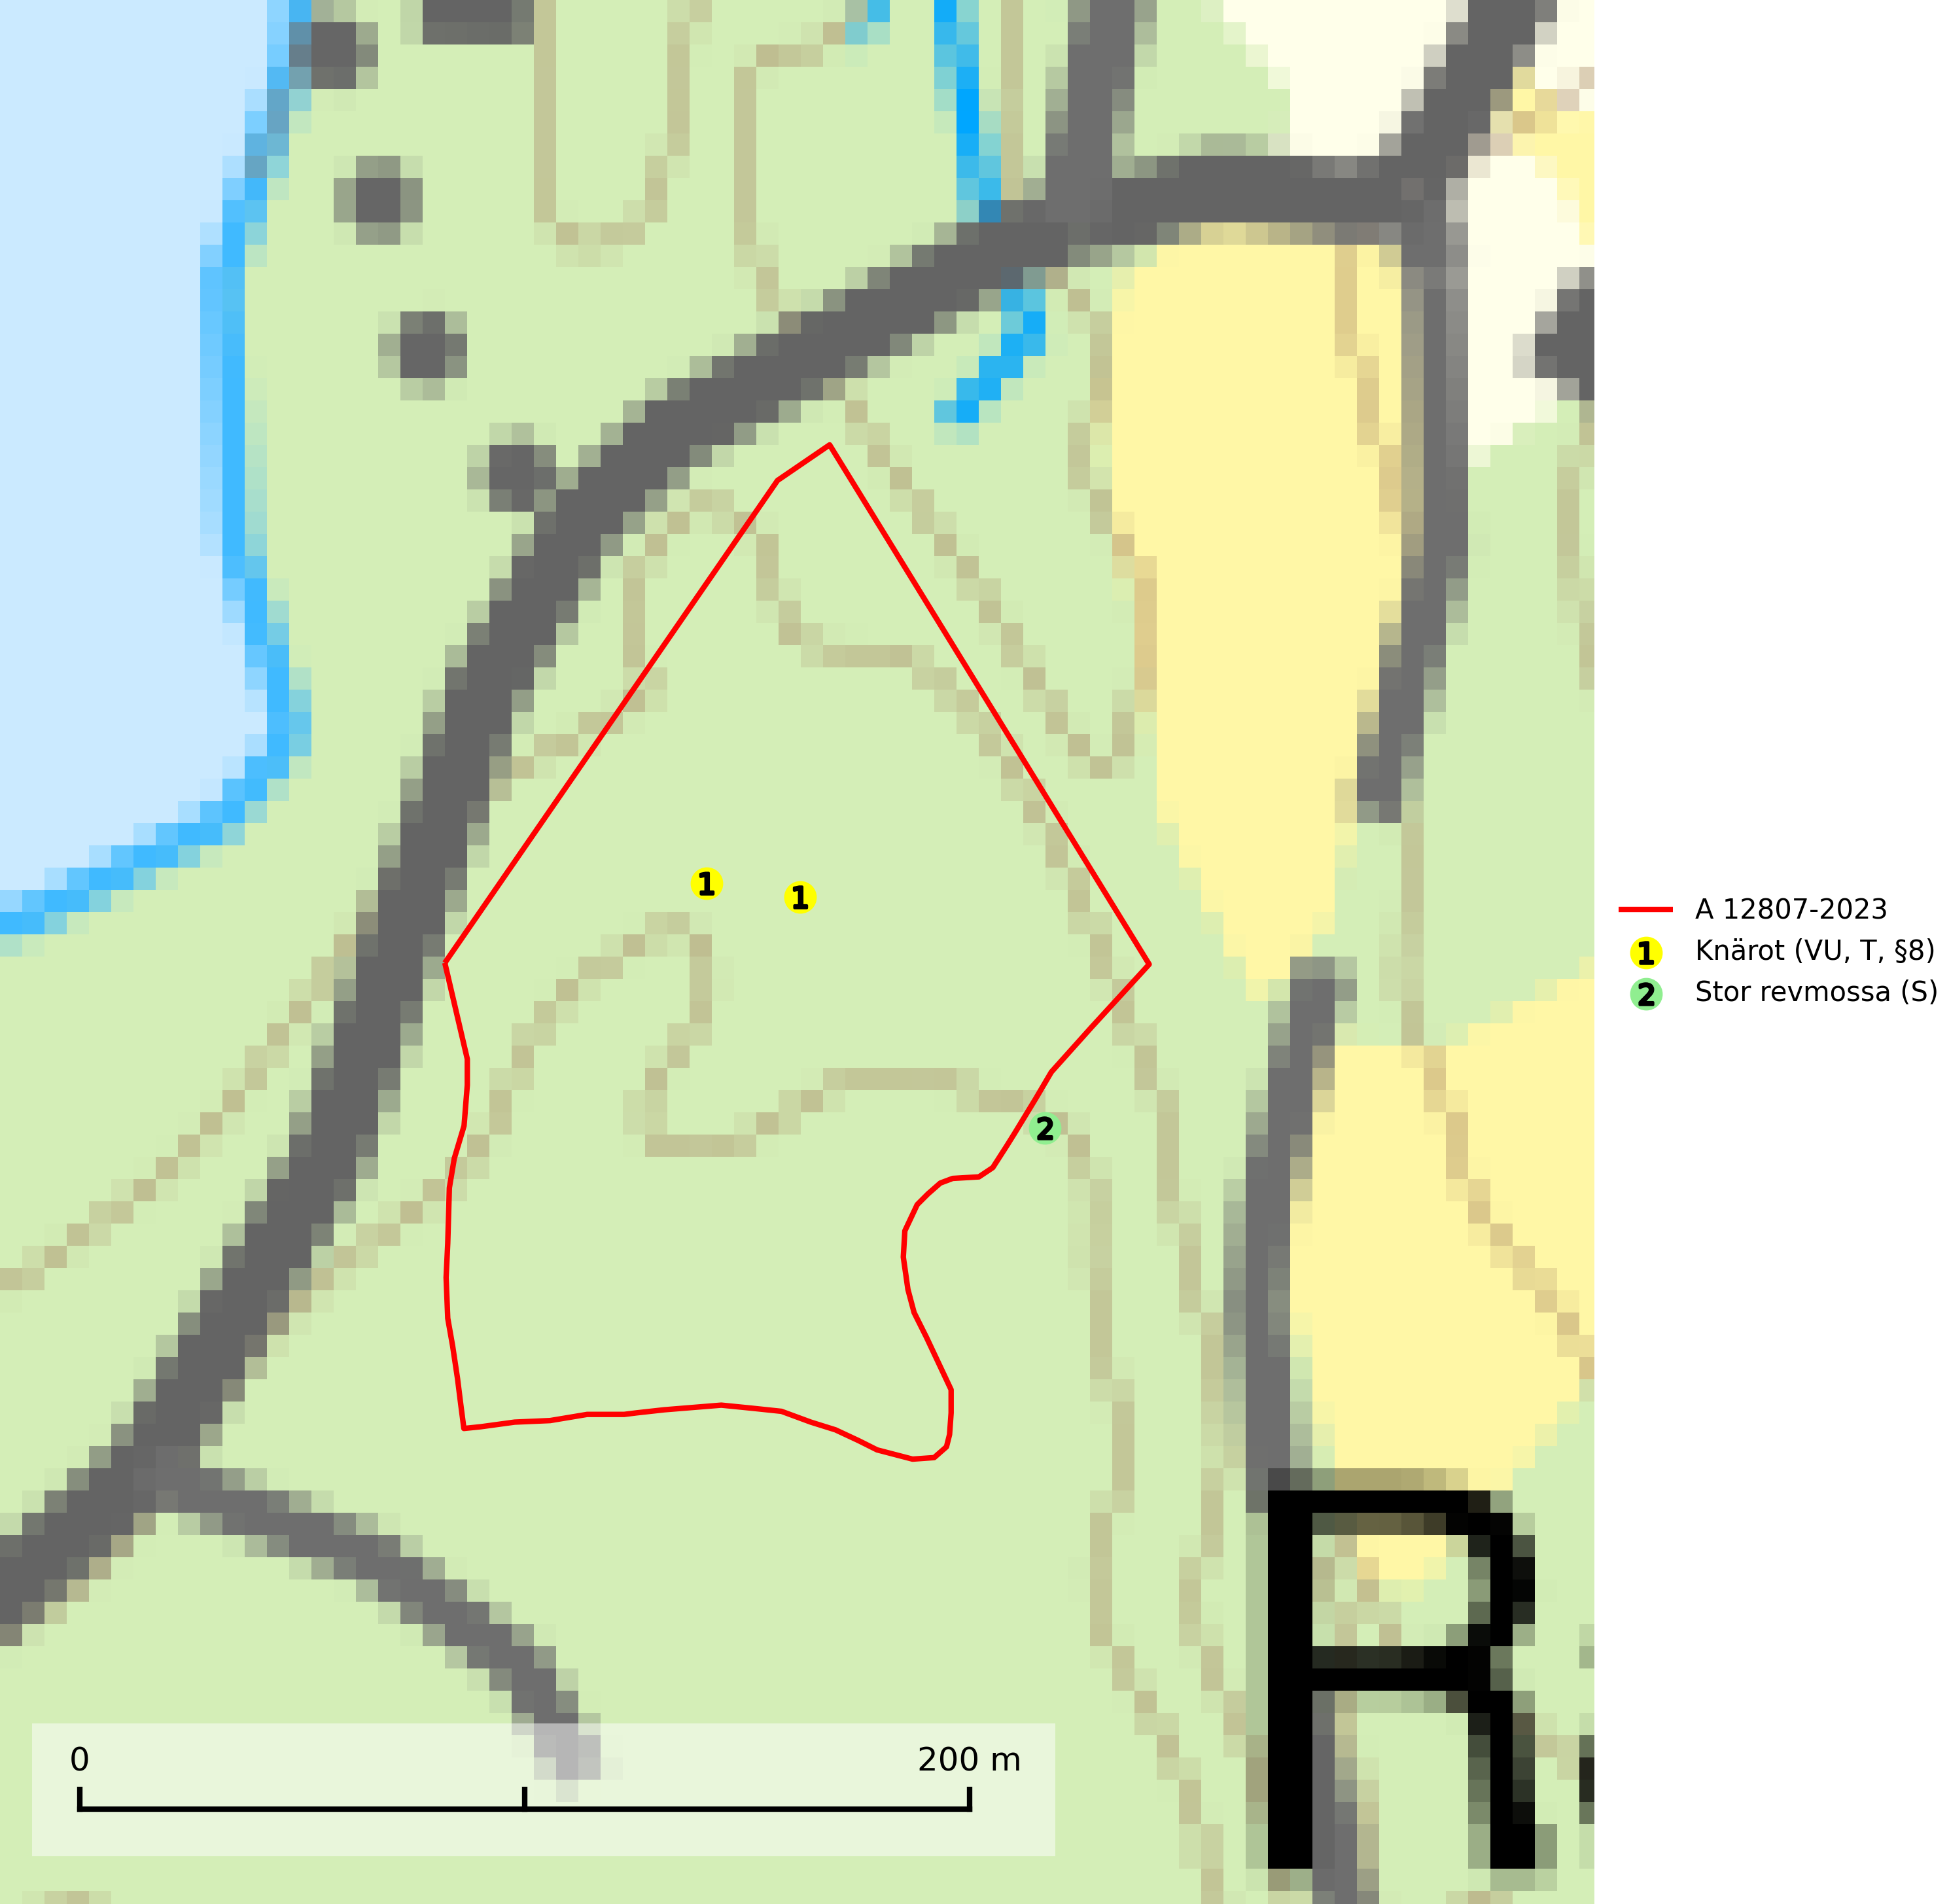 1
1
A 12807-2023
1 Knärot (VU, T, §8)
2 Stor revmossa (S)
2
R
0 200 m